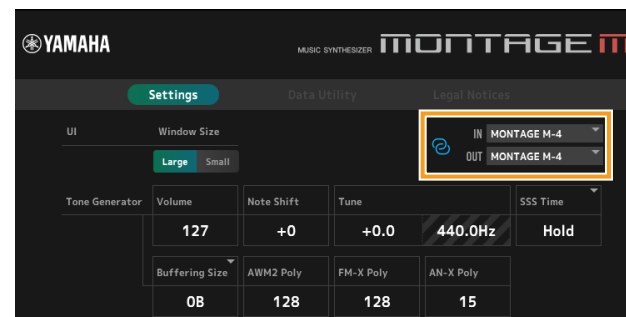 YAMAHA
MUSIC SYNTHESIZER MONTAGE M
Settings Data Utility Legal Notices
UI Window Size
IN MONTAGE M-4
Large Small
OUT MONTAGE M-4
Tone Generator Volume Note Shift Tune SSS Time
127 +0 +0.0 440.0Hz Hold
Buffering Size AWM2 Poly FM-X Poly AN-X Poly
0B 128 128 15